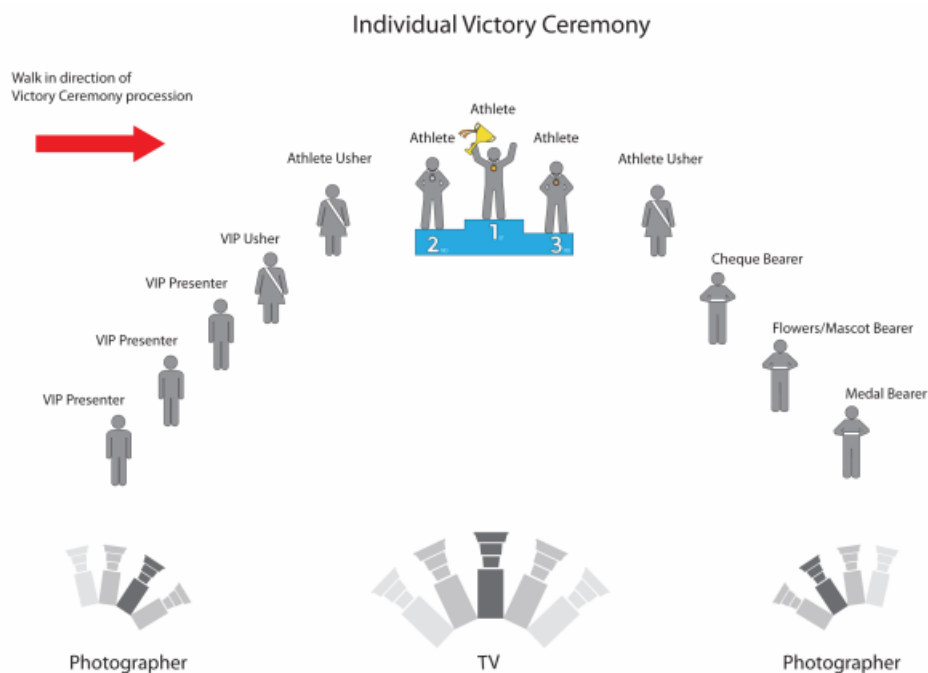 Individual Victory Ceremony
Walk in direction of
Victory Ceremony procession
Athlete
Athlete
Athlete
Athlete Usher
Athlete Usher
VIP Usher
VIP Presenter
VIP Presenter
VIP Presenter
Cheque Bearer
Flowers/Mascot Bearer
Medal Bearer
1
2
3
Photographer
TV
Photographer